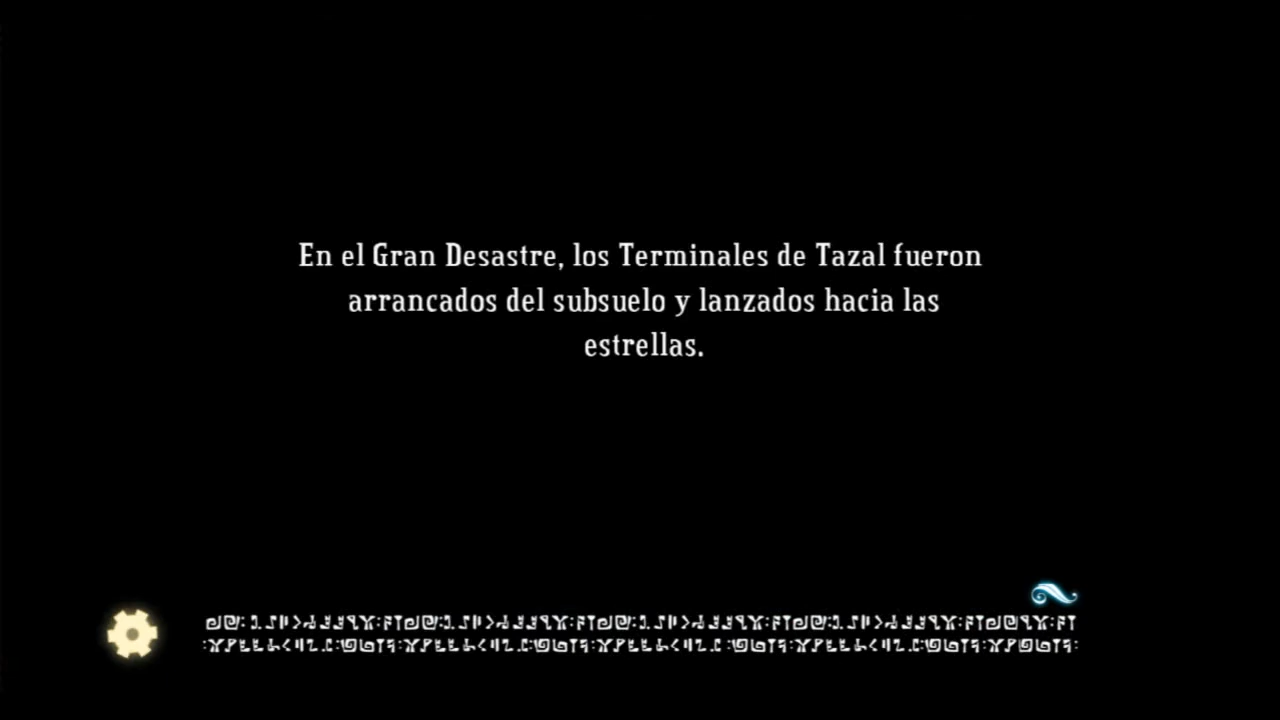 En el Gran Desastre, los Terminales de Tazal fueron
arrancados del subsuelo y lanzados hacia las
estrellas.